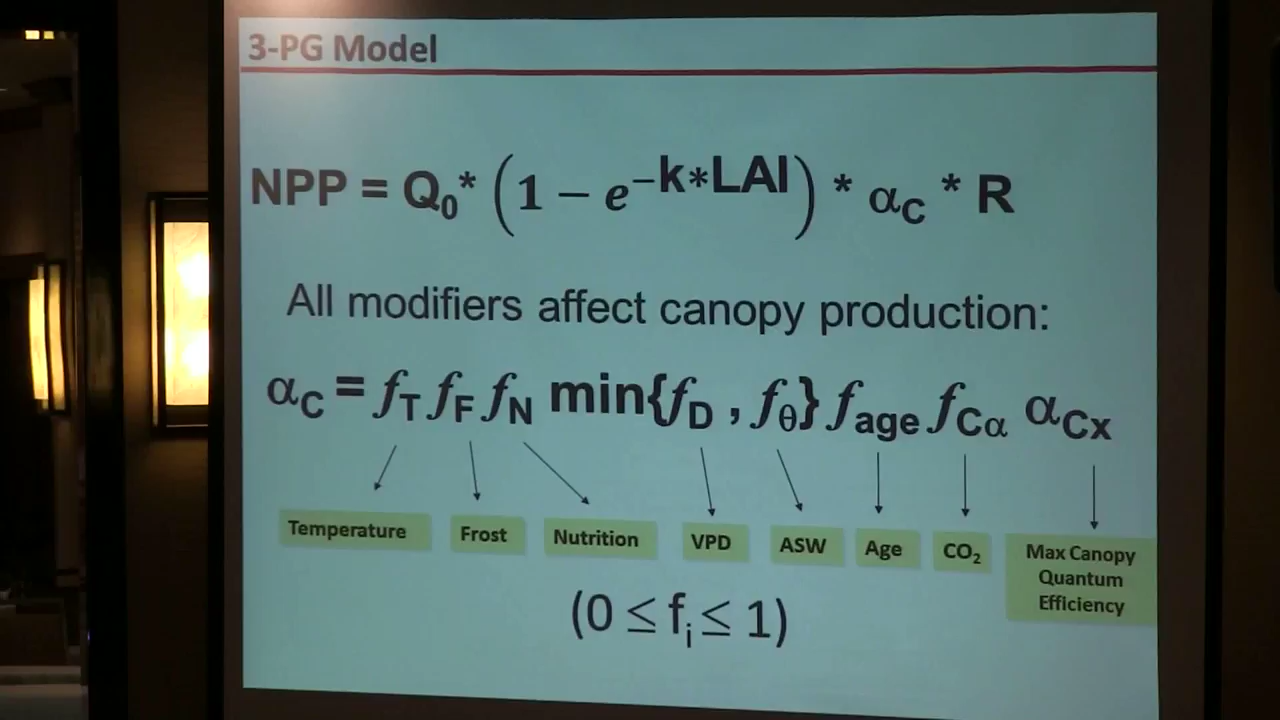 3-PG Model
NPP = Q₀* (1 − e^−k*LAI) * αC * R
All modifiers affect canopy production:
αC = fT fF fN min{fD , fθ} fage fCα αCx
Temperature Frost Nutrition VPD ASW Age CO₂ Max Canopy
Quantum
Efficiency
(0 ≤ fi ≤ 1)